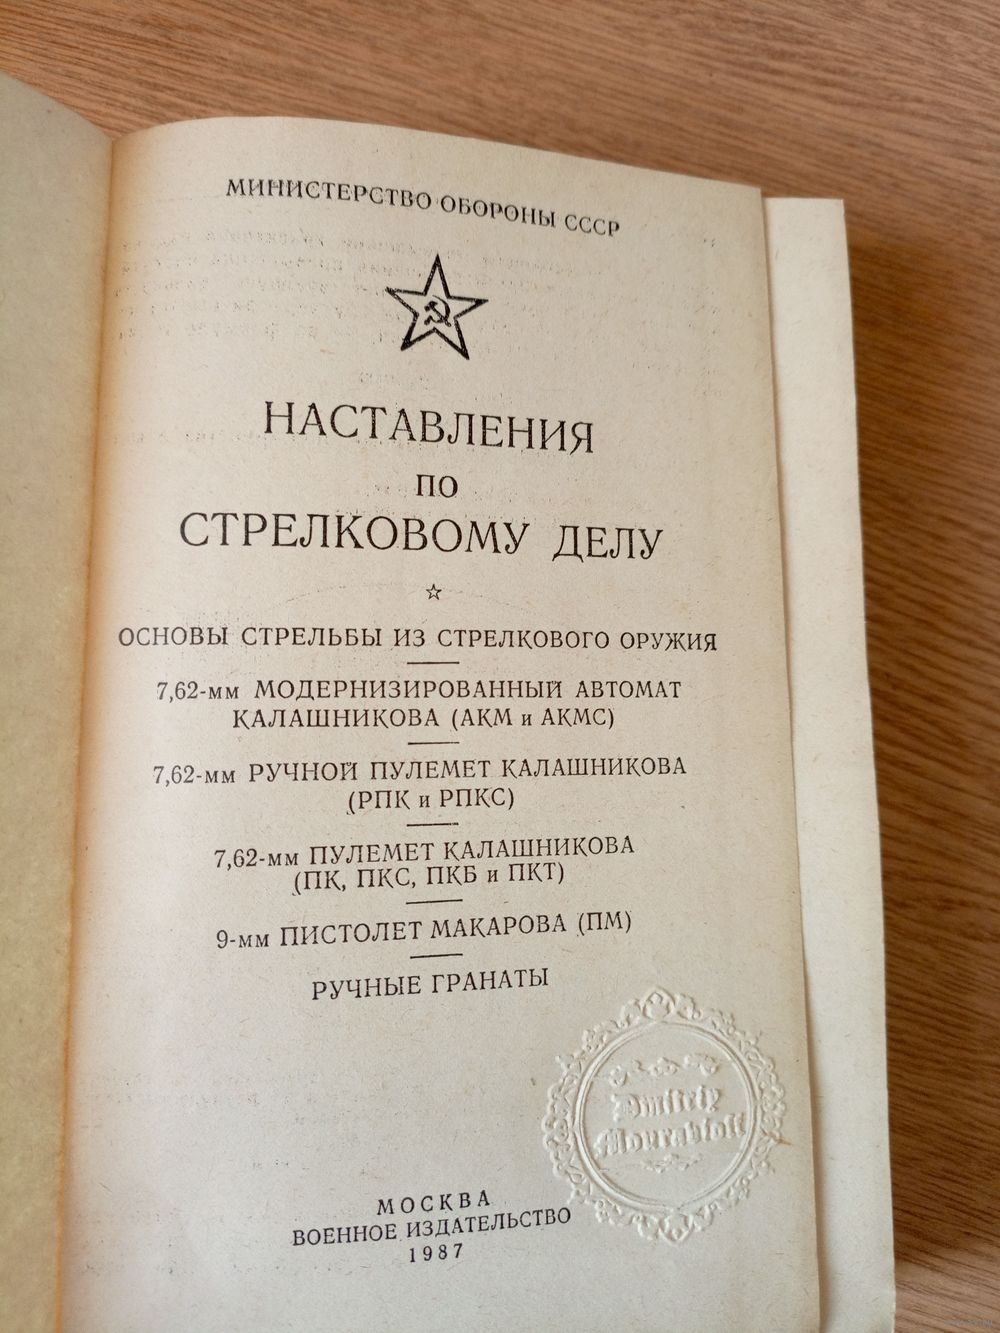 МИНИСТЕРСТВО ОБОРОНЫ СССР
НАСТАВЛЕНИЯ
ПО
СТРЕЛКОВОМУ ДЕЛУ
ОСНОВЫ СТРЕЛЬБЫ ИЗ СТРЕЛКОВОГО ОРУЖИЯ
7,62-мм МОДЕРНИЗИРОВАННЫЙ АВТОМАТ
КАЛАШНИКОВА (АКМ и АКМС)
7,62-мм РУЧНОЙ ПУЛЕМЕТ КАЛАШНИКОВА
(РПК и РПКС)
7,62-мм ПУЛЕМЕТ КАЛАШНИКОВА
(ПК, ПКС, ПКБ и ПКТ)
9-мм ПИСТОЛЕТ МАКАРОВА (ПМ)
РУЧНЫЕ ГРАНАТЫ
Dmitriy
МОСКВА
ВОЕННОЕ ИЗДАТЕЛЬСТВО
1987